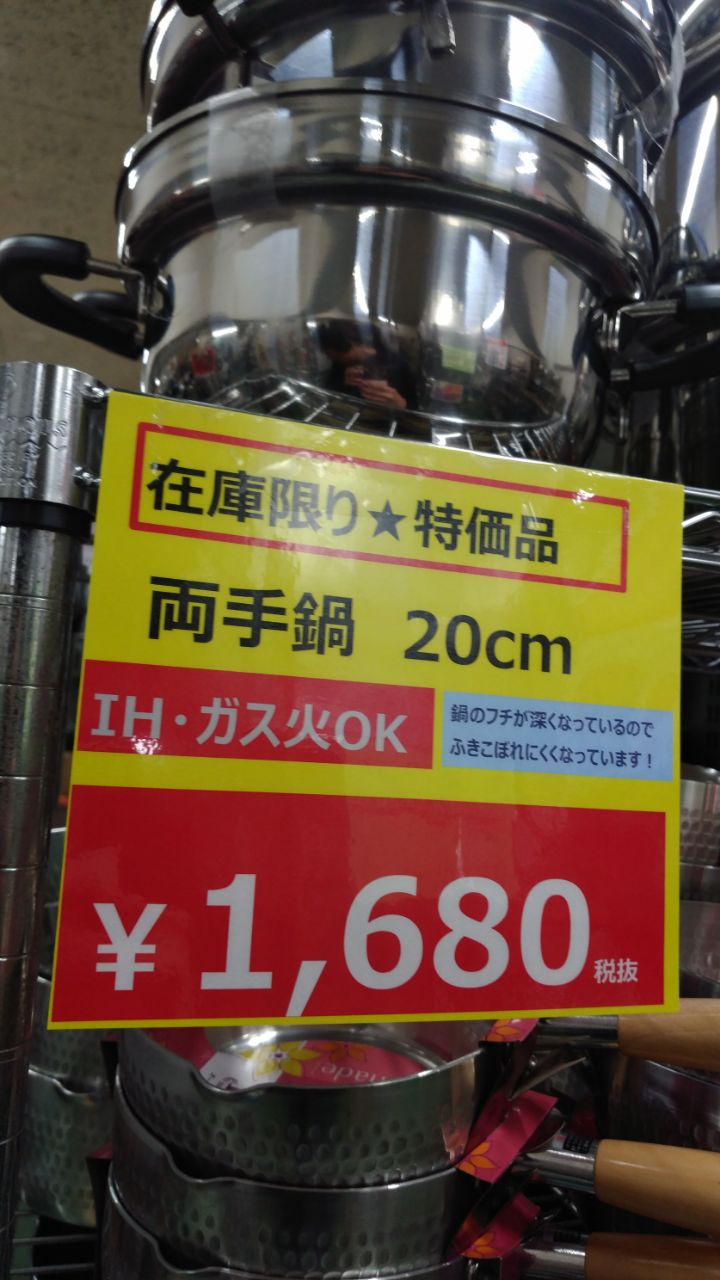 在庫限り★特価品
両手鍋 20cm
IH・ガス火OK
鍋のフチが深くなっているので
ふきこぼれにくくなっています!
¥1,680 税抜
made